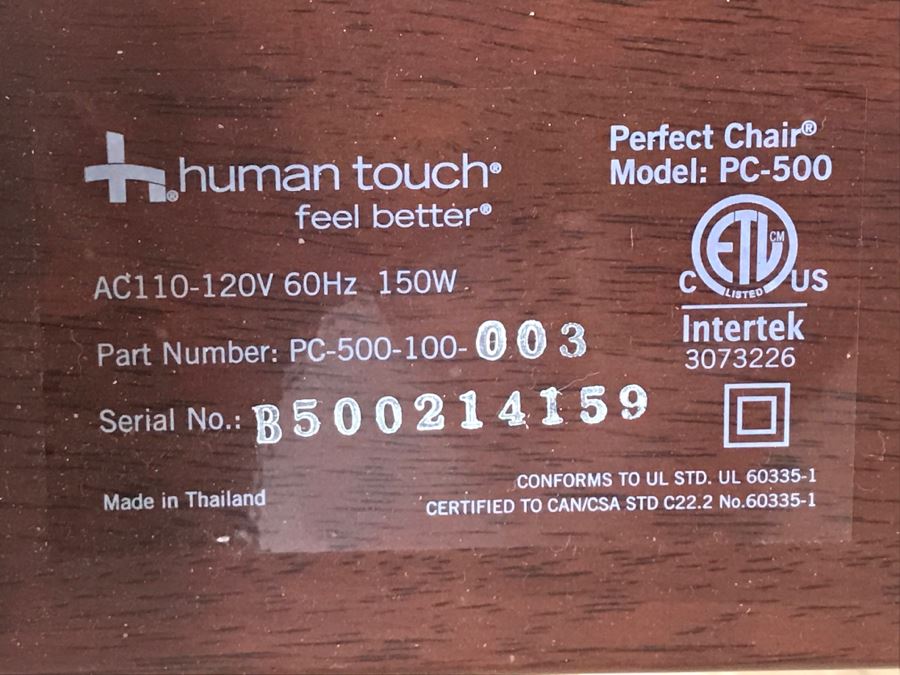 human touch®
feel better®
Perfect Chair®
Model: PC-500
AC110-120V 60Hz 150W
ETL CM
LISTED
C US
Intertek
3073226
Part Number: PC-500-100-003
Serial No.: B500214159
Made in Thailand
CONFORMS TO UL STD. UL 60335-1
CERTIFIED TO CAN/CSA STD C22.2 No.60335-1